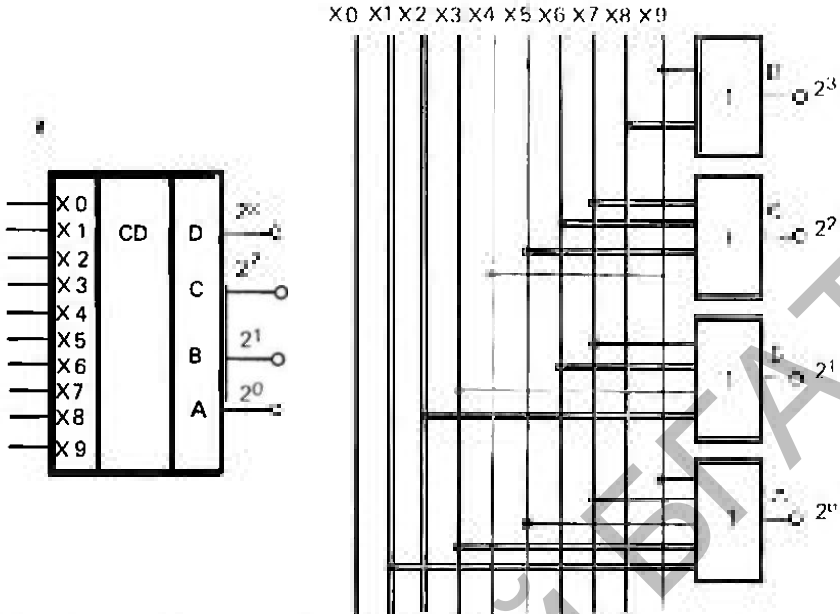 X0 X1 X2 X3 X4 X5 X6 X7 X8 X9
X0
X1
X2
X3
X4
X5
X6
X7
X8
X9
CD
D
C
B
A
2²
2¹
2⁰
1
2³
1
2²
1
2¹
1
2⁰
Й БГАТ